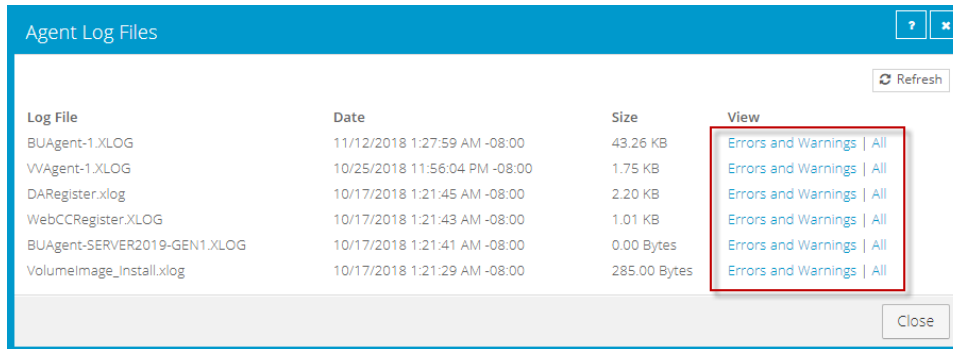 Agent Log Files ? ×
Refresh
Log File Date Size View
BUAgent-1.XLOG 11/12/2018 1:27:59 AM -08:00 43.26 KB Errors and Warnings | All
VVAgent-1.XLOG 10/25/2018 11:56:04 PM -08:00 1.75 KB Errors and Warnings | All
DARegister.xlog 10/17/2018 1:21:45 AM -08:00 2.20 KB Errors and Warnings | All
WebCCRegister.XLOG 10/17/2018 1:21:43 AM -08:00 1.01 KB Errors and Warnings | All
BUAgent-SERVER2019-GEN1.XLOG 10/17/2018 1:21:41 AM -08:00 0.00 Bytes Errors and Warnings | All
VolumeImage_Install.xlog 10/17/2018 1:21:29 AM -08:00 285.00 Bytes Errors and Warnings | All
Close